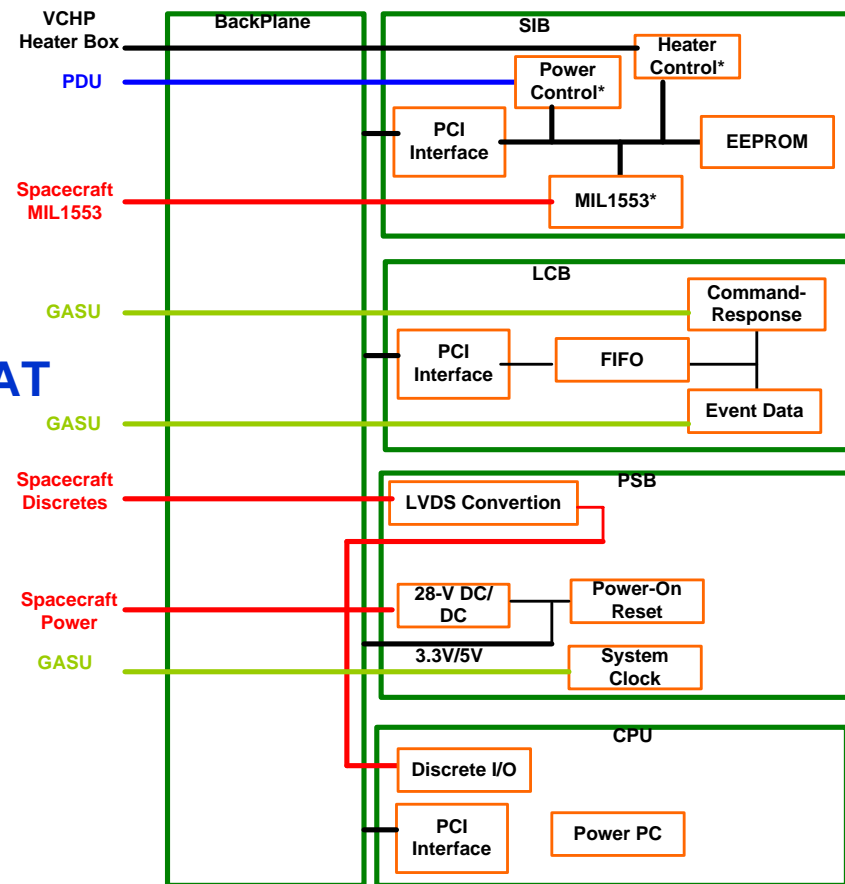 VCHP
Heater Box
BackPlane
SIB
PDU
Power
Control*
Heater
Control*
PCI
Interface
EEPROM
Spacecraft
MIL1553
MIL1553*
LCB
GASU
Command-
Response
PCI
Interface
FIFO
AT
GASU
Event Data
Spacecraft
Discretes
PSB
LVDS Convertion
Spacecraft
Power
28-V DC/
DC
Power-On
Reset
3.3V/5V
GASU
System
Clock
CPU
Discrete I/O
PCI
Interface
Power PC